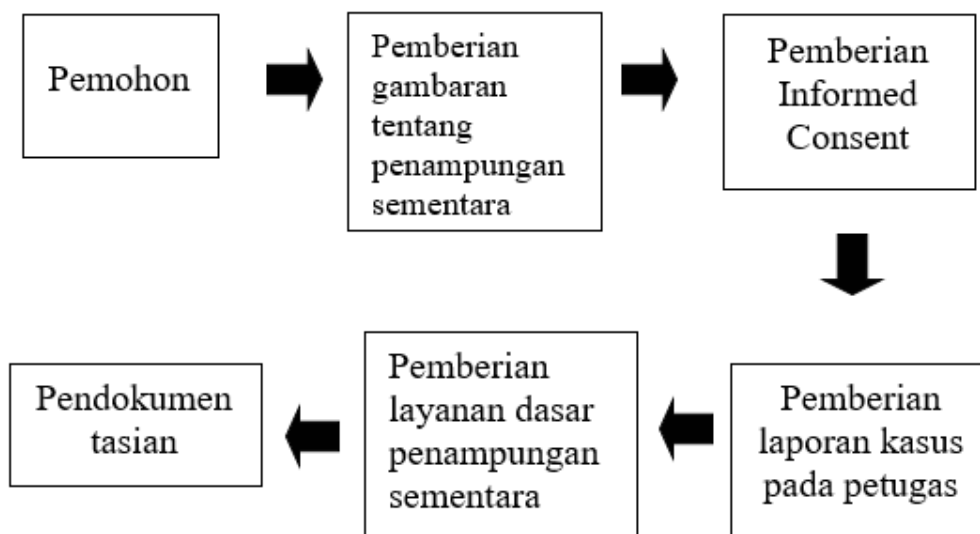 Pemohon
Pemberian
gambaran
tentang
penampungan
sementara
Pemberian
Informed
Consent
Pemberian
laporan kasus
pada petugas
Pemberian
layanan dasar
penampungan
sementara
Pendokumen
tasian